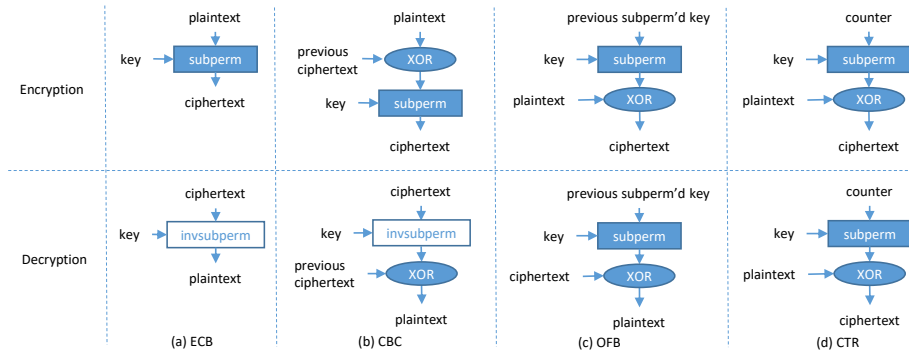 plaintext
key
subperm
ciphertext
plaintext
previous
ciphertext
XOR
key
subperm
ciphertext
previous subperm'd key
key
subperm
plaintext
XOR
ciphertext
counter
key
subperm
plaintext
XOR
ciphertext
Encryption
ciphertext
key
invsubperm
plaintext
ciphertext
key
invsubperm
previous
ciphertext
XOR
plaintext
previous subperm'd key
key
subperm
ciphertext
XOR
plaintext
counter
key
subperm
plaintext
XOR
ciphertext
Decryption
(a) ECB
(b) CBC
(c) OFB
(d) CTR